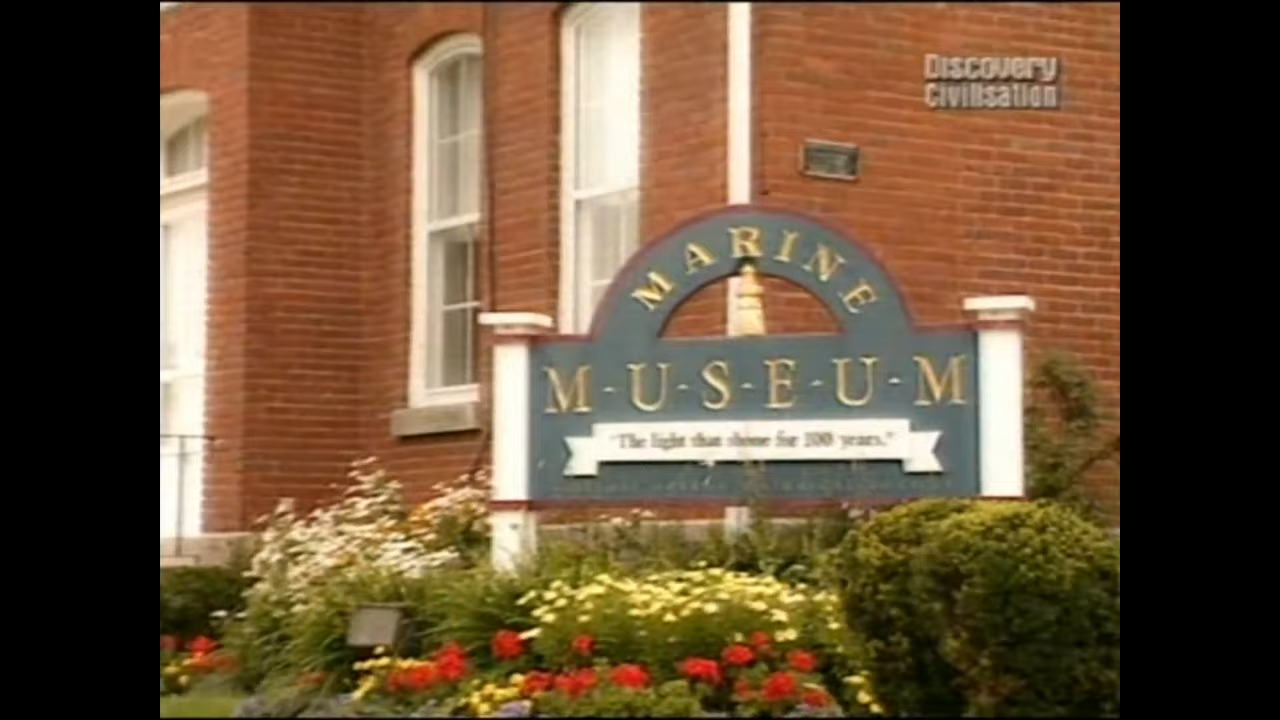 Discovery
Civilisation
MARINE
M-U-S-E-U-M
"The light that shone for 100 years."